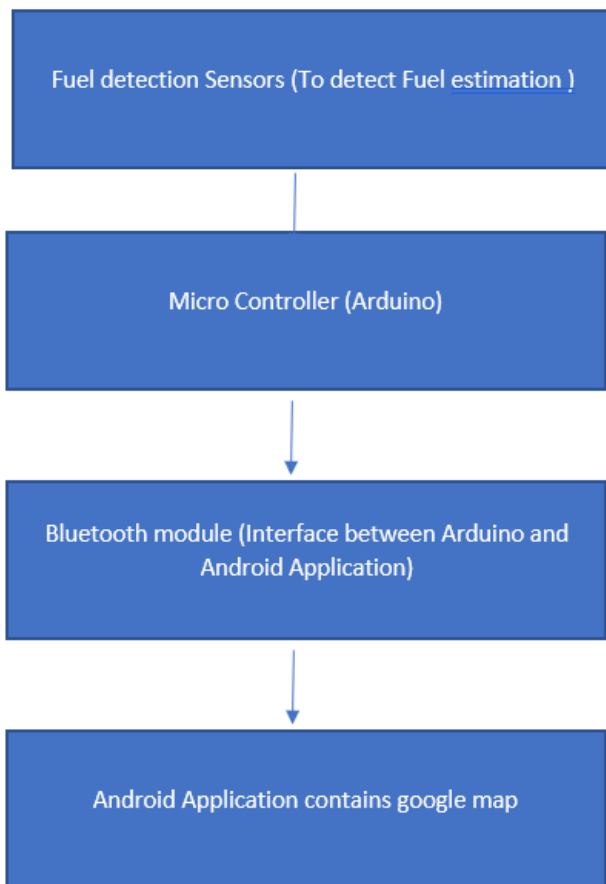 Fuel detection Sensors (To detect Fuel estimation )
Micro Controller (Arduino)
Bluetooth module (Interface between Arduino and
Android Application)
Android Application contains google map